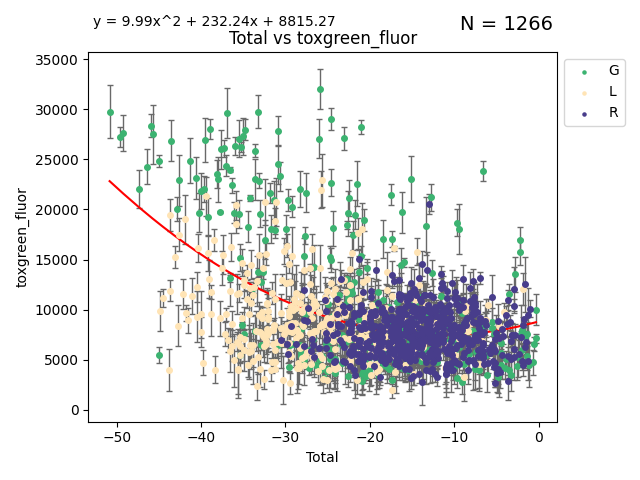 y = 9.99x^2 + 232.24x + 8815.27
N = 1266
Total vs toxgreen_fluor
35000
30000
25000
20000
15000
10000
5000
0
toxgreen_fluor
−50
−40
−30
−20
−10
0
Total
G
L
R